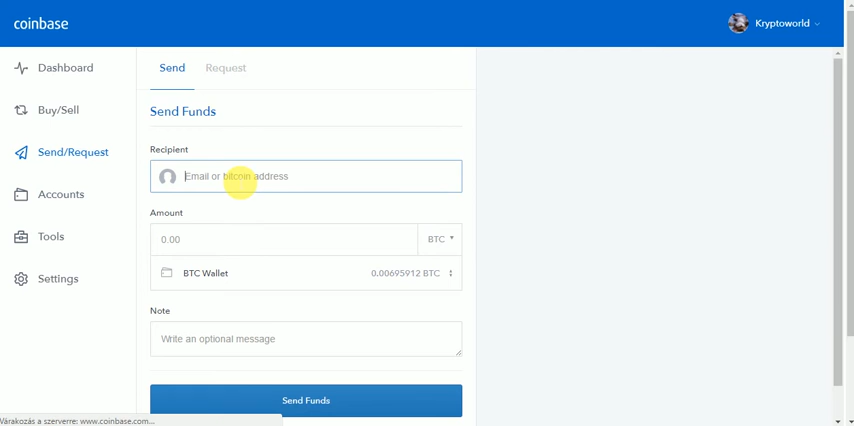 coinbase
Kryptoworld
Dashboard
Buy/Sell
Send/Request
Accounts
Tools
Settings
Send Request
Send Funds
Recipient
Email or bitcoin address
Amount
0.00 BTC
BTC Wallet 0.00695912 BTC
Note
Write an optional message
Send Funds
Várakozás a szerverre: www.coinbase.com...